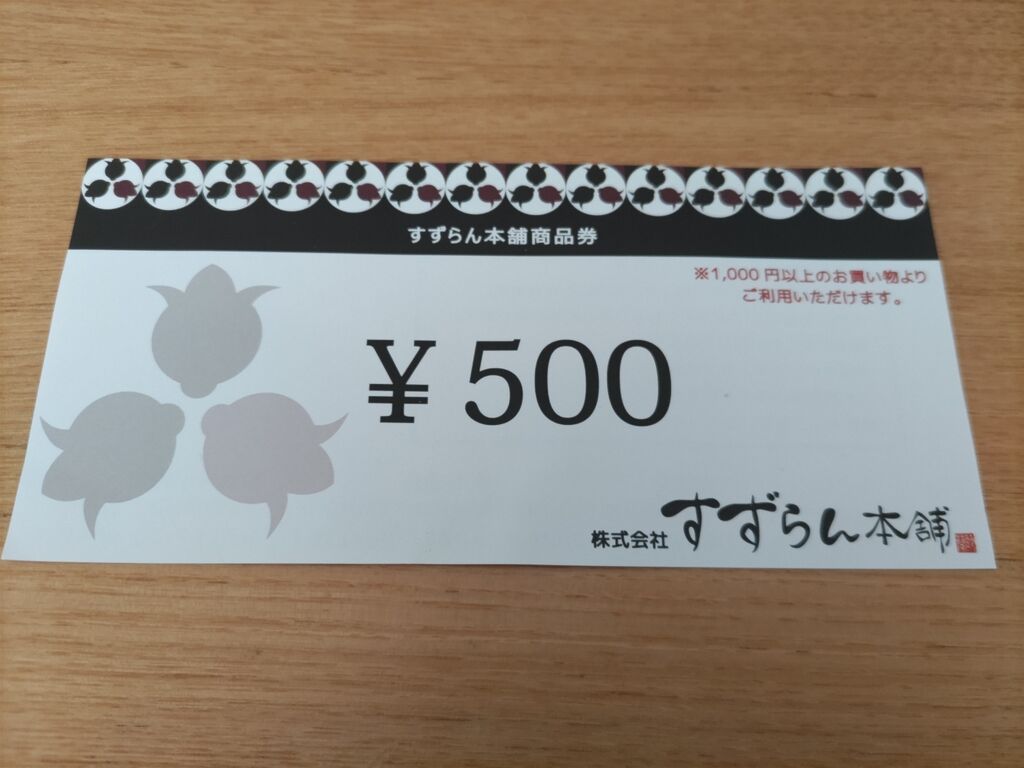 すずらん本舗商品券
※1,000円以上のお買い物より
ご利用いただけます。
¥500
株式会社すずらん本舗